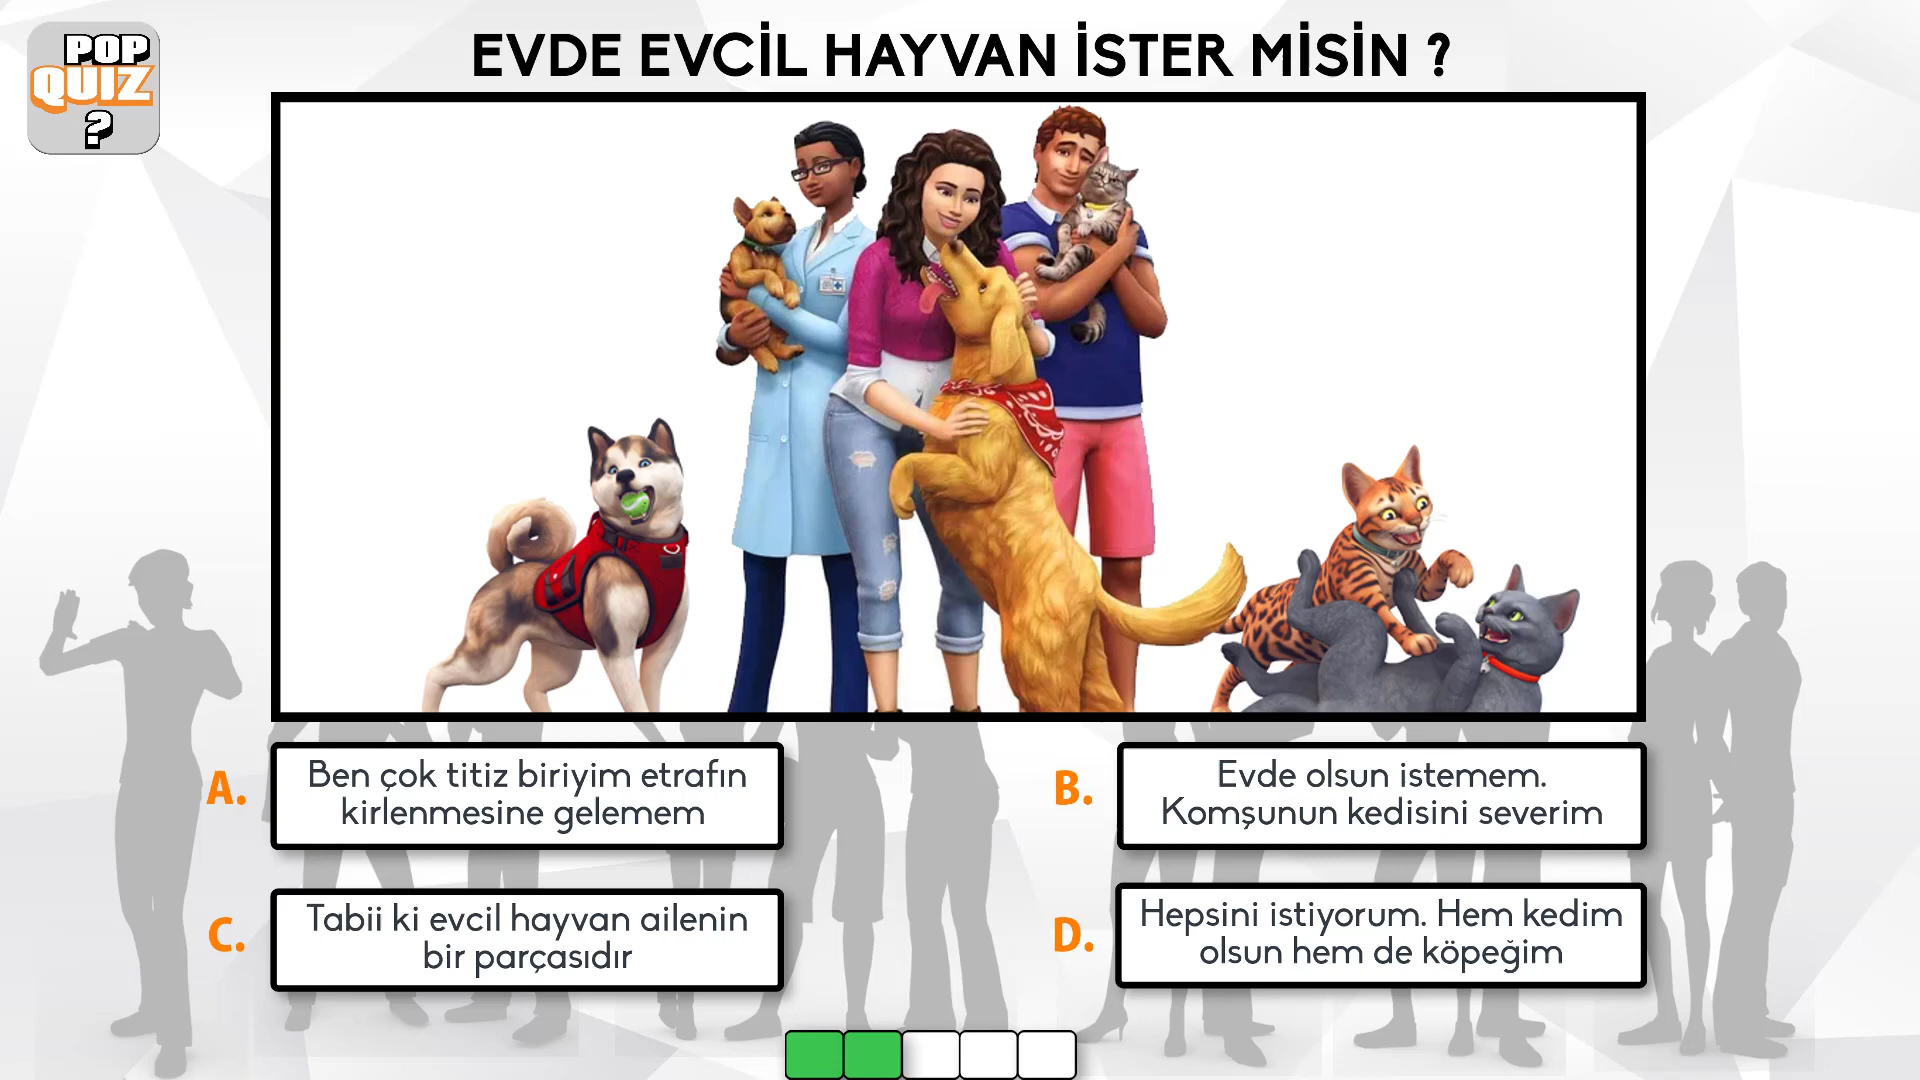 POP
QUIZ
?
EVDE EVCİL HAYVAN İSTER MİSİN ?
A.
Ben çok titiz biriyim etrafın
kirlenmesine gelemem
B.
Evde olsun istemem.
Komşunun kedisini severim
C.
Tabii ki evcil hayvan ailenin
bir parçasıdır
D.
Hepsini istiyorum. Hem kedim
olsun hem de köpeğim